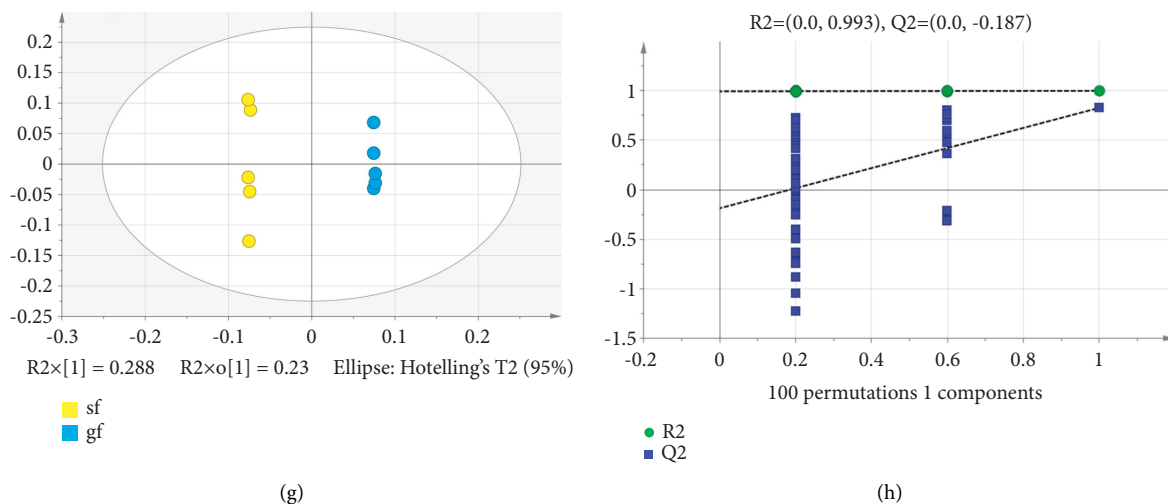 0.2
0.15
0.1
0.05
0
-0.05
-0.1
-0.15
-0.2
-0.25
-0.3 -0.2 -0.1 0 0.1 0.2
R2×[1] = 0.288 R2×o[1] = 0.23 Ellipse: Hotelling's T2 (95%)
sf
gf
(g)
R2=(0.0, 0.993), Q2=(0.0, -0.187)
1
0.5
0
-0.5
-1
-1.5
-0.2 0 0.2 0.4 0.6 0.8 1
100 permutations 1 components
R2
Q2
(h)